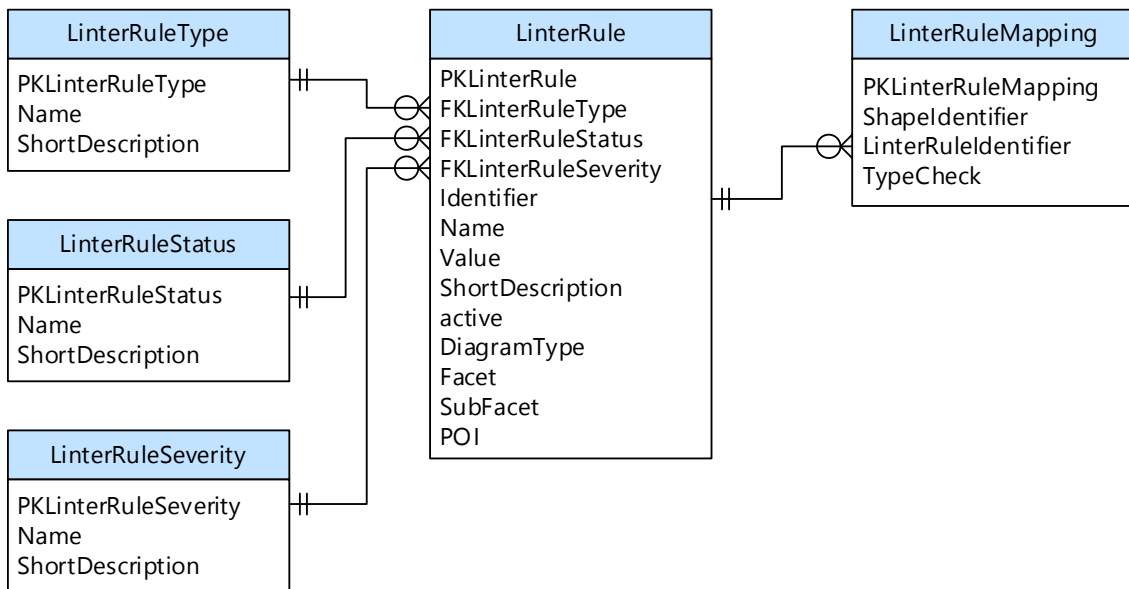 LinterRuleType
PKLinterRuleType
Name
ShortDescription
LinterRuleStatus
PKLinterRuleStatus
Name
ShortDescription
LinterRuleSeverity
PKLinterRuleSeverity
Name
ShortDescription
LinterRule
PKLinterRule
FKLinterRuleType
FKLinterRuleStatus
FKLinterRuleSeverity
Identifier
Name
Value
ShortDescription
active
DiagramType
Facet
SubFacet
POI
LinterRuleMapping
PKLinterRuleMapping
ShapeIdentifier
LinterRuleIdentifier
TypeCheck